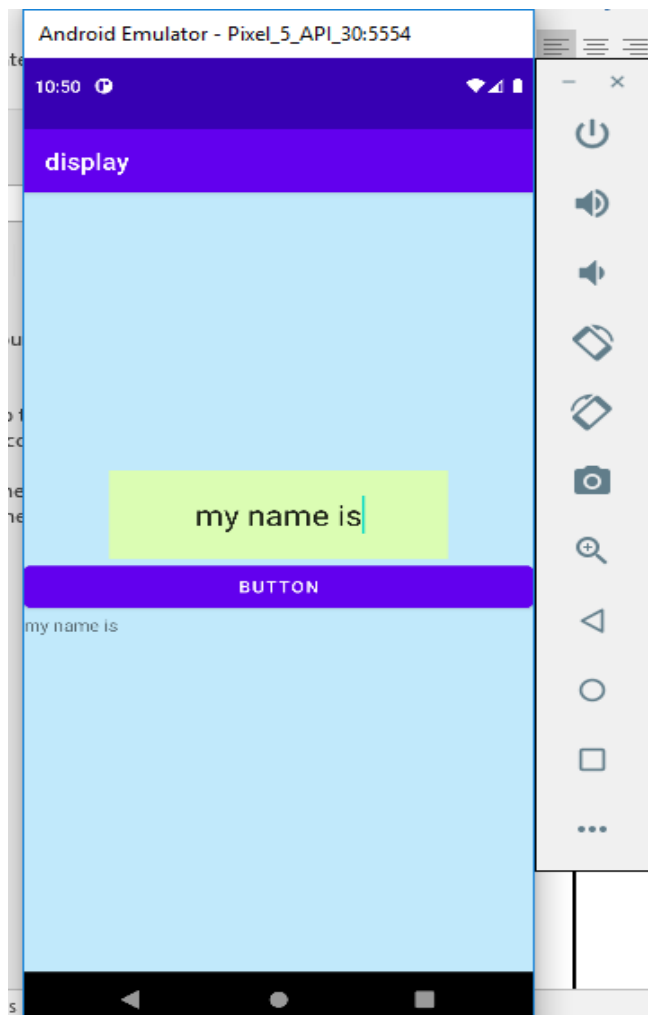 Android Emulator - Pixel_5_API_30:5554
10:50
display
my name is
BUTTON
my name is